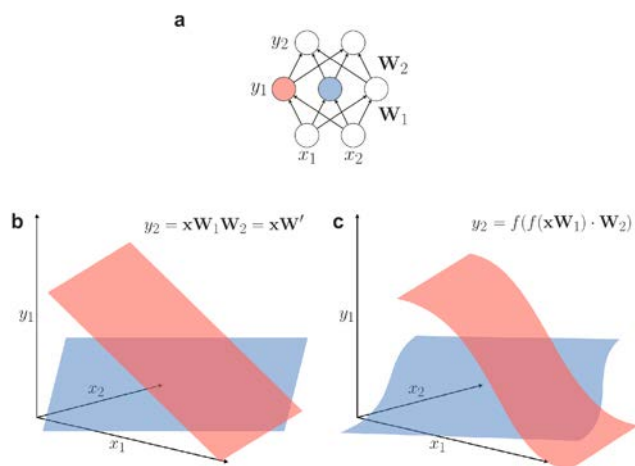 a
y₂
W₂
y₁
W₁
x₁ x₂
b
y₂ = xW₁W₂ = xW′
y₁
x₂
x₁
c
y₂ = f(f(xW₁) · W₂)
y₁
x₂
x₁